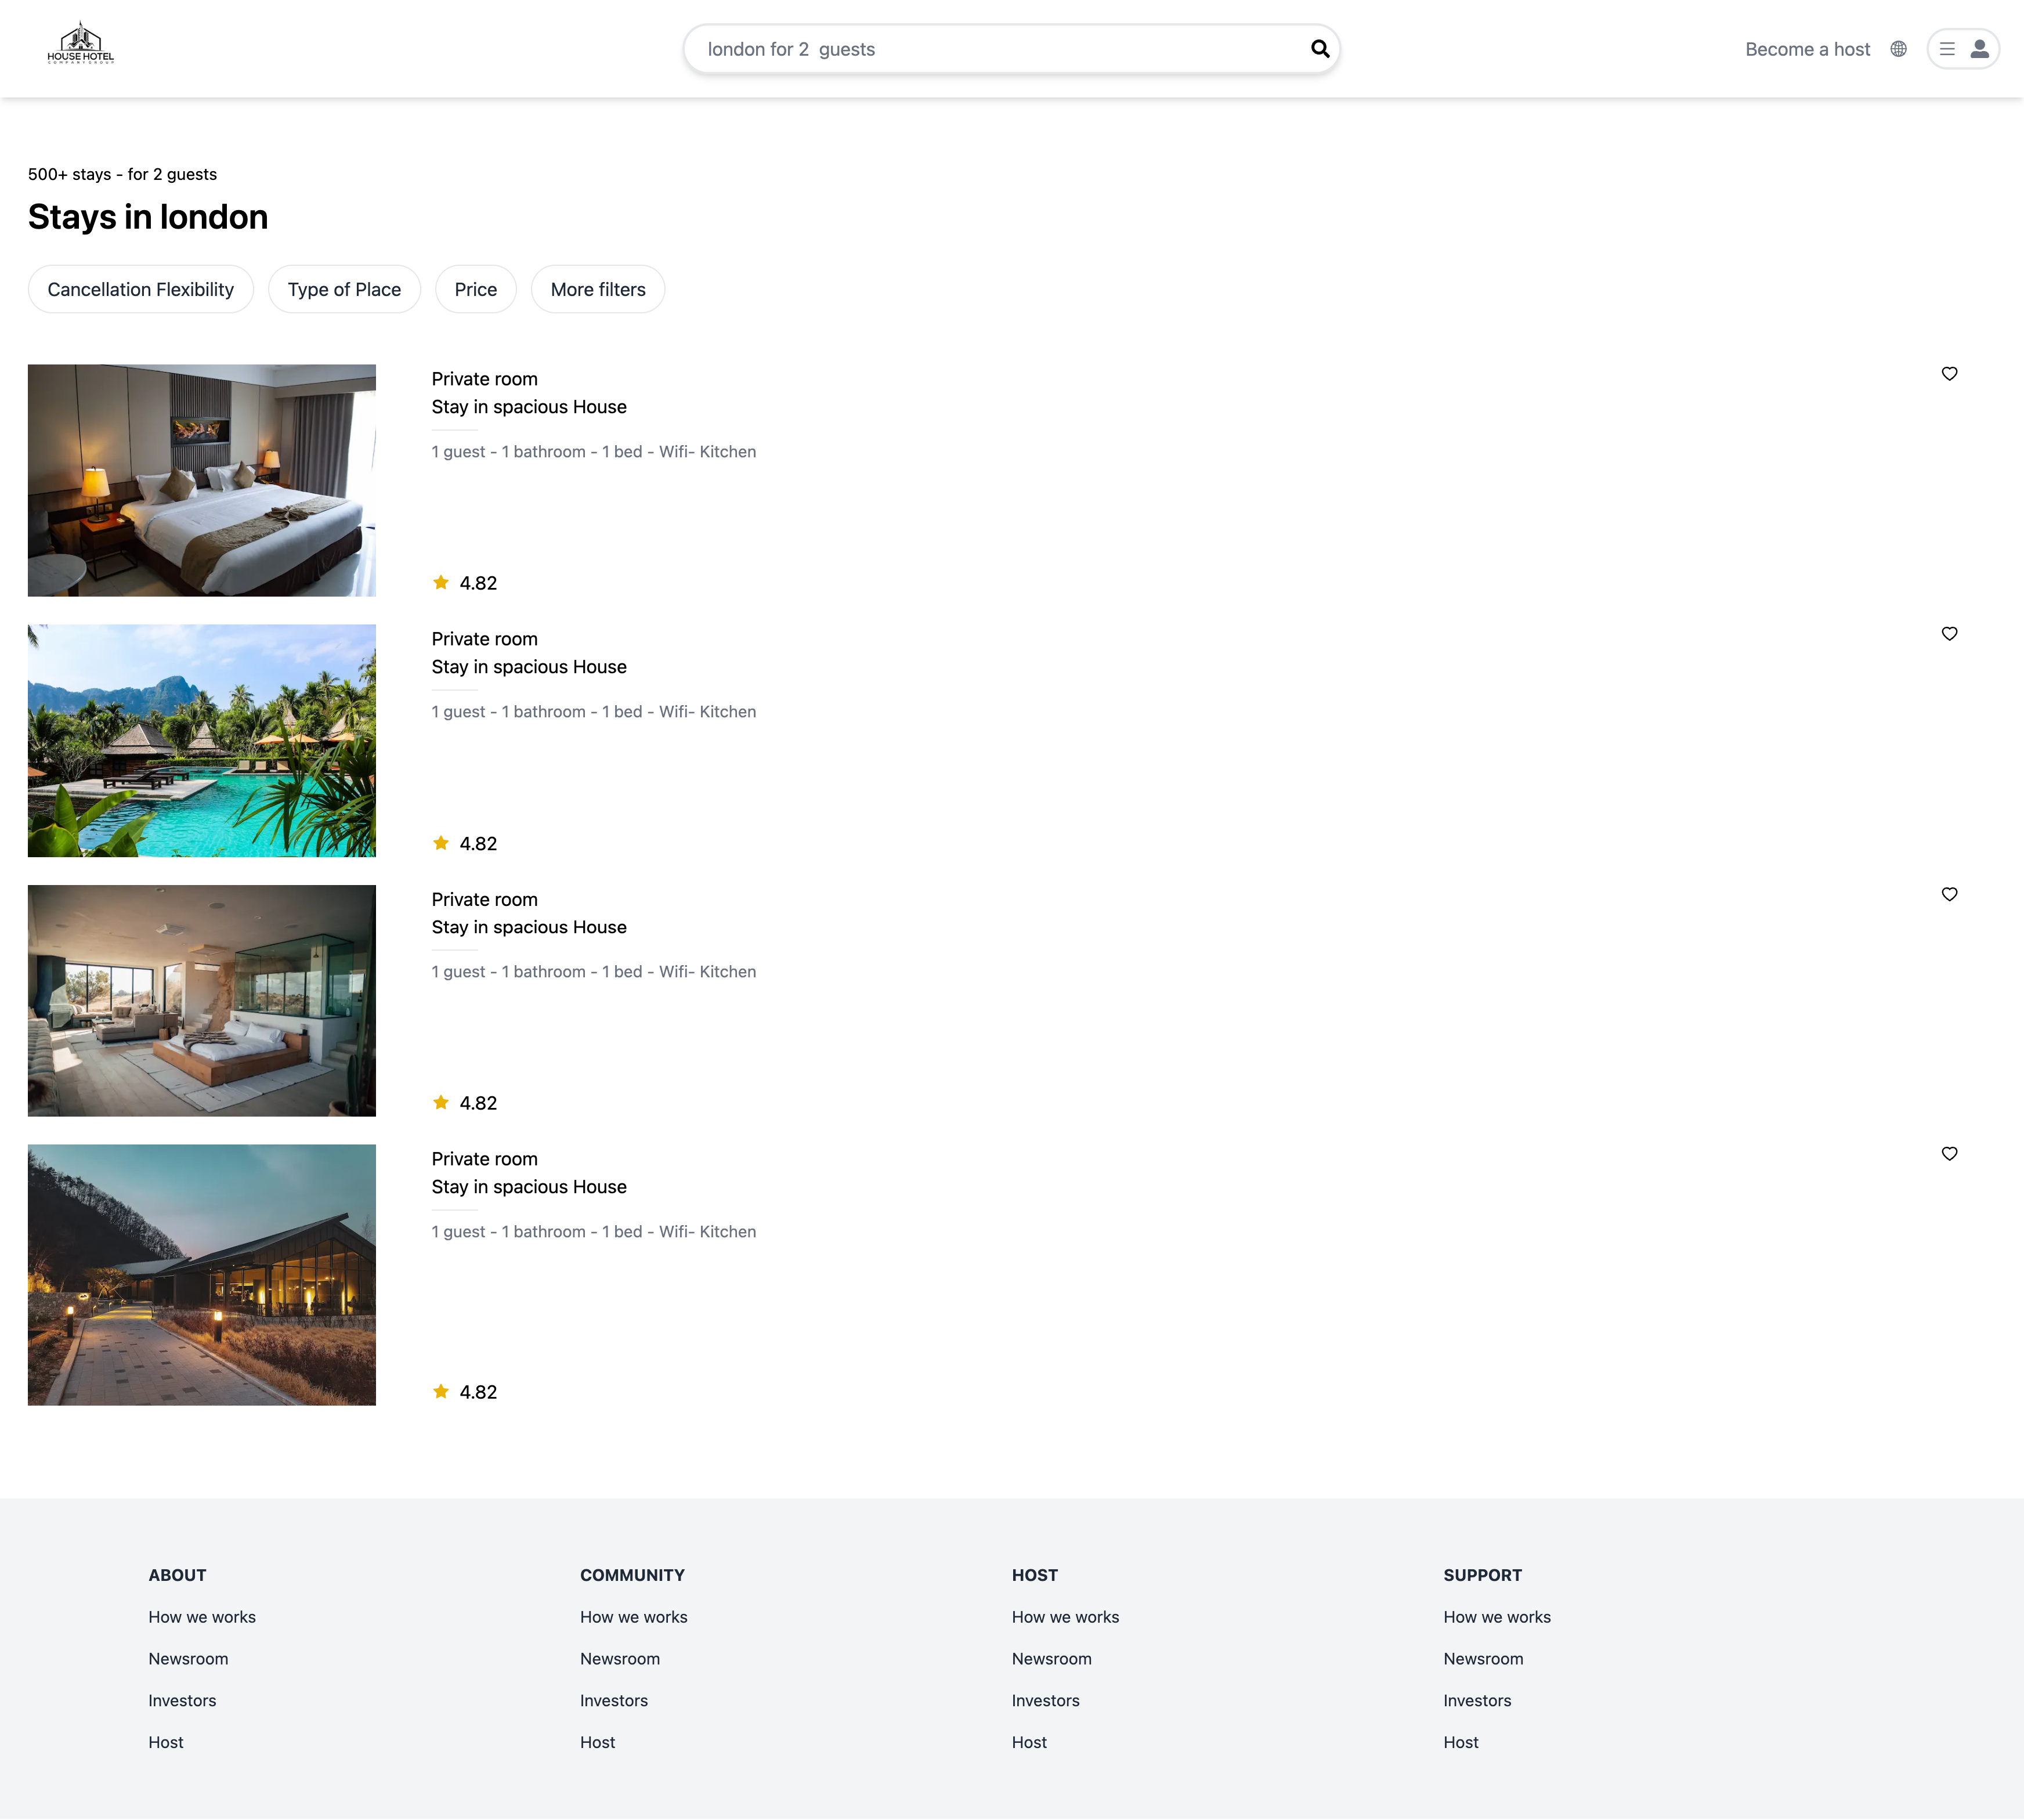 HOUSE HOTEL
COMPANY GROUP
london for 2  guests
Become a host
500+ stays - for 2 guests
Stays in london
Cancellation Flexibility
Type of Place
Price
More filters
Private room
Stay in spacious House
1 guest - 1 bathroom - 1 bed - Wifi- Kitchen
4.82
Private room
Stay in spacious House
1 guest - 1 bathroom - 1 bed - Wifi- Kitchen
4.82
Private room
Stay in spacious House
1 guest - 1 bathroom - 1 bed - Wifi- Kitchen
4.82
Private room
Stay in spacious House
1 guest - 1 bathroom - 1 bed - Wifi- Kitchen
4.82
ABOUT
How we works
Newsroom
Investors
Host
COMMUNITY
How we works
Newsroom
Investors
Host
HOST
How we works
Newsroom
Investors
Host
SUPPORT
How we works
Newsroom
Investors
Host